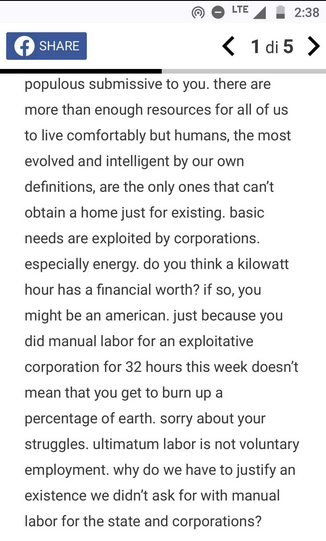 LTE 2:38
f SHARE
1 di 5
populous submissive to you. there are
more than enough resources for all of us
to live comfortably but humans, the most
evolved and intelligent by our own
definitions, are the only ones that can't
obtain a home just for existing. basic
needs are exploited by corporations.
especially energy. do you think a kilowatt
hour has a financial worth? if so, you
might be an american. just because you
did manual labor for an exploitative
corporation for 32 hours this week doesn't
mean that you get to burn up a
percentage of earth. sorry about your
struggles. ultimatum labor is not voluntary
employment. why do we have to justify an
existence we didn't ask for with manual
labor for the state and corporations?